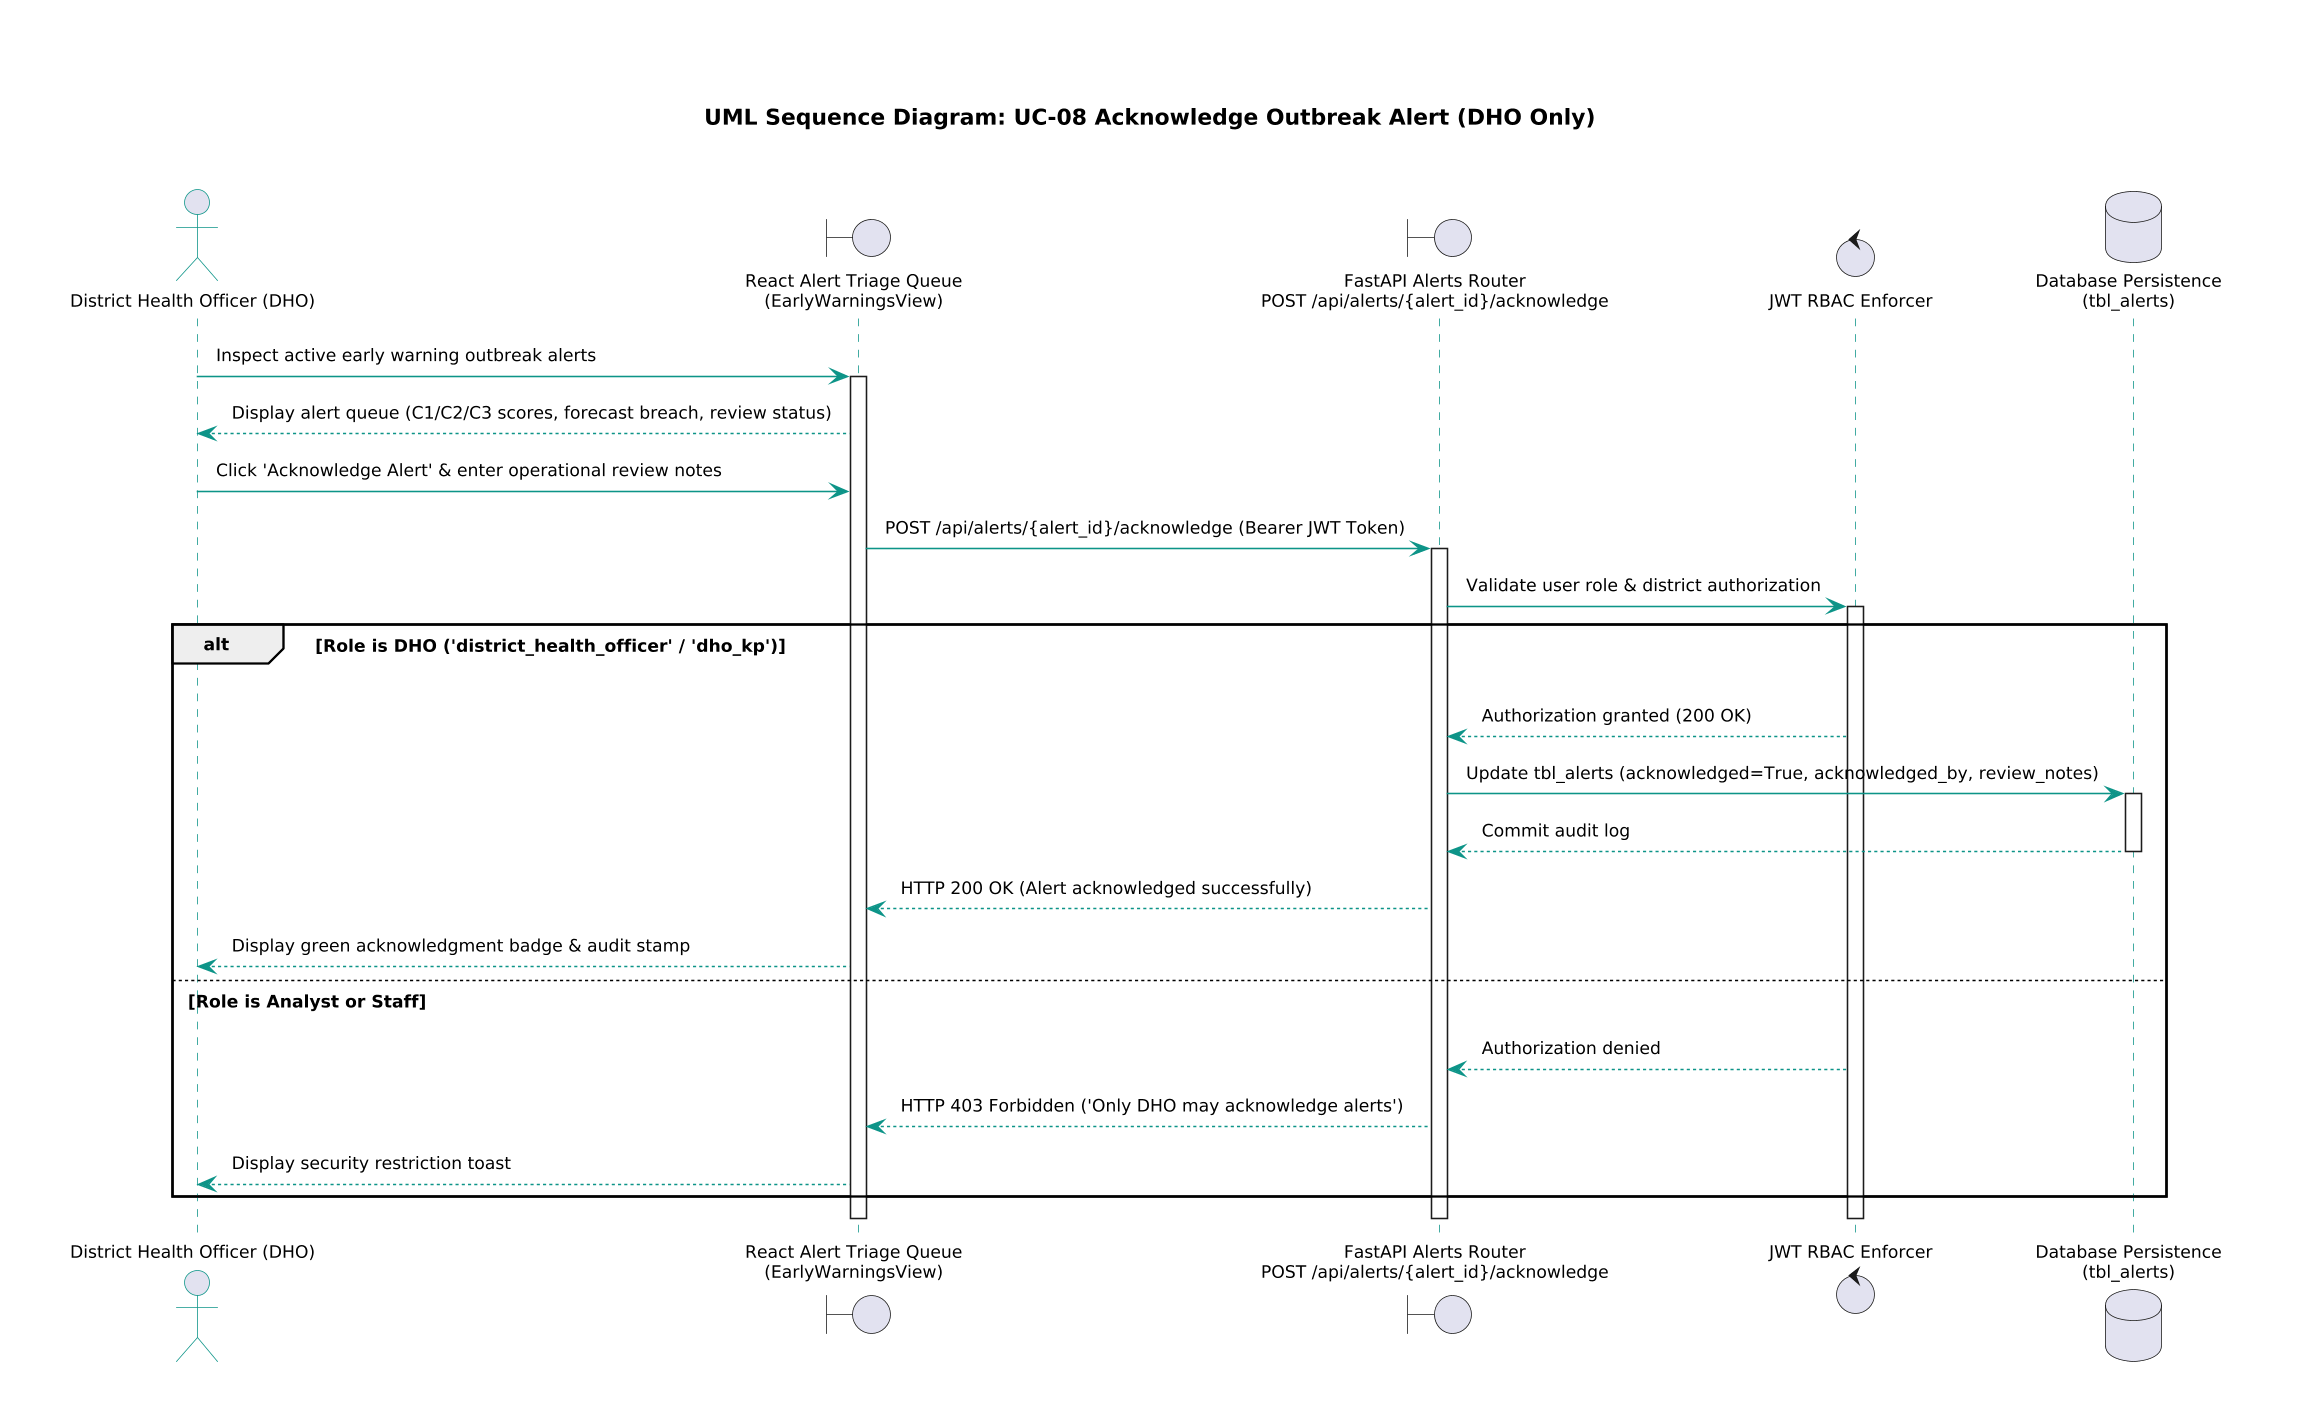 UML Sequence Diagram: UC-08 Acknowledge Outbreak Alert (DHO Only)
District Health Officer (DHO)
React Alert Triage Queue
(EarlyWarningsView)
FastAPI Alerts Router
POST /api/alerts/{alert_id}/acknowledge
JWT RBAC Enforcer
Database Persistence
(tbl_alerts)
Inspect active early warning outbreak alerts
Display alert queue (C1/C2/C3 scores, forecast breach, review status)
Click 'Acknowledge Alert' & enter operational review notes
POST /api/alerts/{alert_id}/acknowledge (Bearer JWT Token)
Validate user role & district authorization
alt
[Role is DHO ('district_health_officer' / 'dho_kp')]
Authorization granted (200 OK)
Update tbl_alerts (acknowledged=True, acknowledged_by, review_notes)
Commit audit log
HTTP 200 OK (Alert acknowledged successfully)
Display green acknowledgment badge & audit stamp
[Role is Analyst or Staff]
Authorization denied
HTTP 403 Forbidden ('Only DHO may acknowledge alerts')
Display security restriction toast
District Health Officer (DHO)
React Alert Triage Queue
(EarlyWarningsView)
FastAPI Alerts Router
POST /api/alerts/{alert_id}/acknowledge
JWT RBAC Enforcer
Database Persistence
(tbl_alerts)